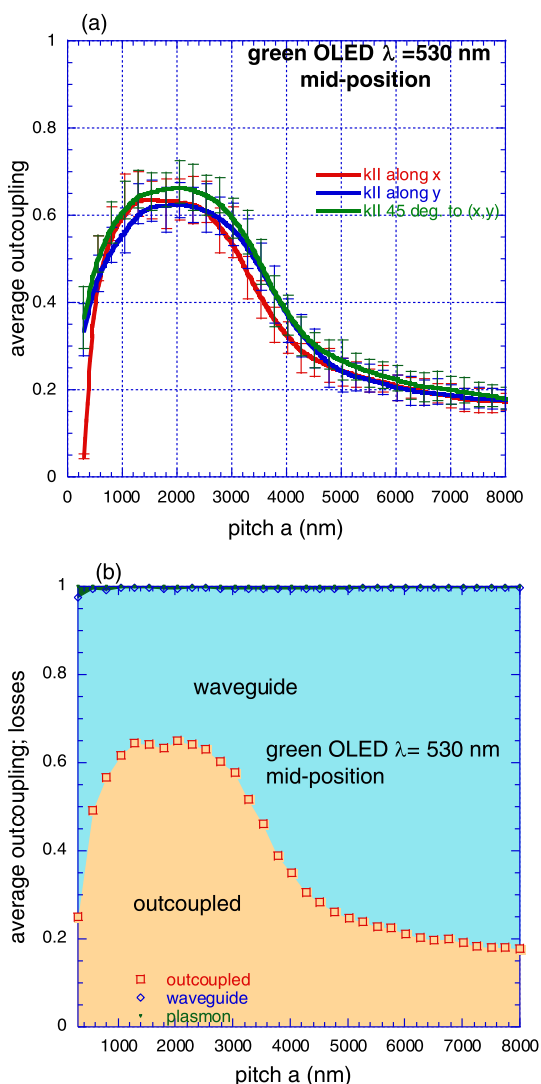 (a)
green OLED λ =530 nm
mid-position
1
0.8
0.6
0.4
0.2
0
average outcoupling
kII along x
kII along y
kII 45 deg. to (x,y)
0 1000 2000 3000 4000 5000 6000 7000 8000
pitch a (nm)
(b)
1
0.8
0.6
0.4
0.2
0
average outcoupling; losses
waveguide
green OLED λ= 530 nm
mid-position
outcoupled
outcoupled
waveguide
plasmon
1000 2000 3000 4000 5000 6000 7000 8000
pitch a (nm)